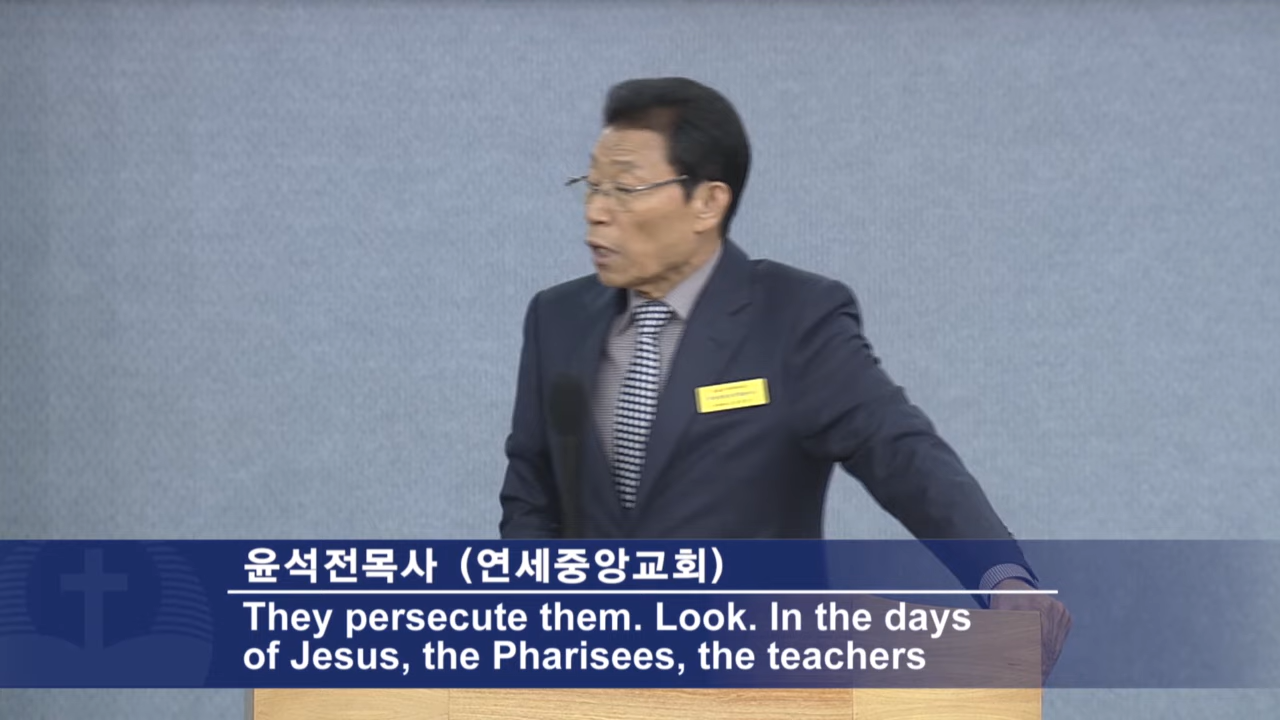 윤석전목사 (연세중앙교회)
They persecute them. Look. In the days
of Jesus, the Pharisees, the teachers